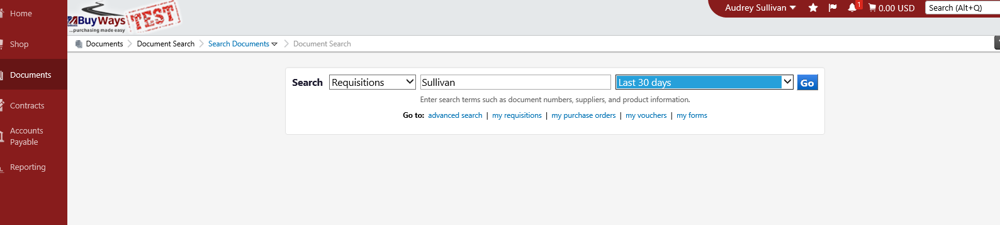 Home
Shop
Documents
Contracts
Accounts
Payable
Reporting
BuyWays
...purchasing made easy
TEST
Audrey Sullivan
1
0.00 USD
Search (Alt+Q)
Documents Document Search Search Documents Document Search
Search Requisitions Sullivan Last 30 days Go
Enter search terms such as document numbers, suppliers, and product information.
Go to: advanced search | my requisitions | my purchase orders | my vouchers | my forms